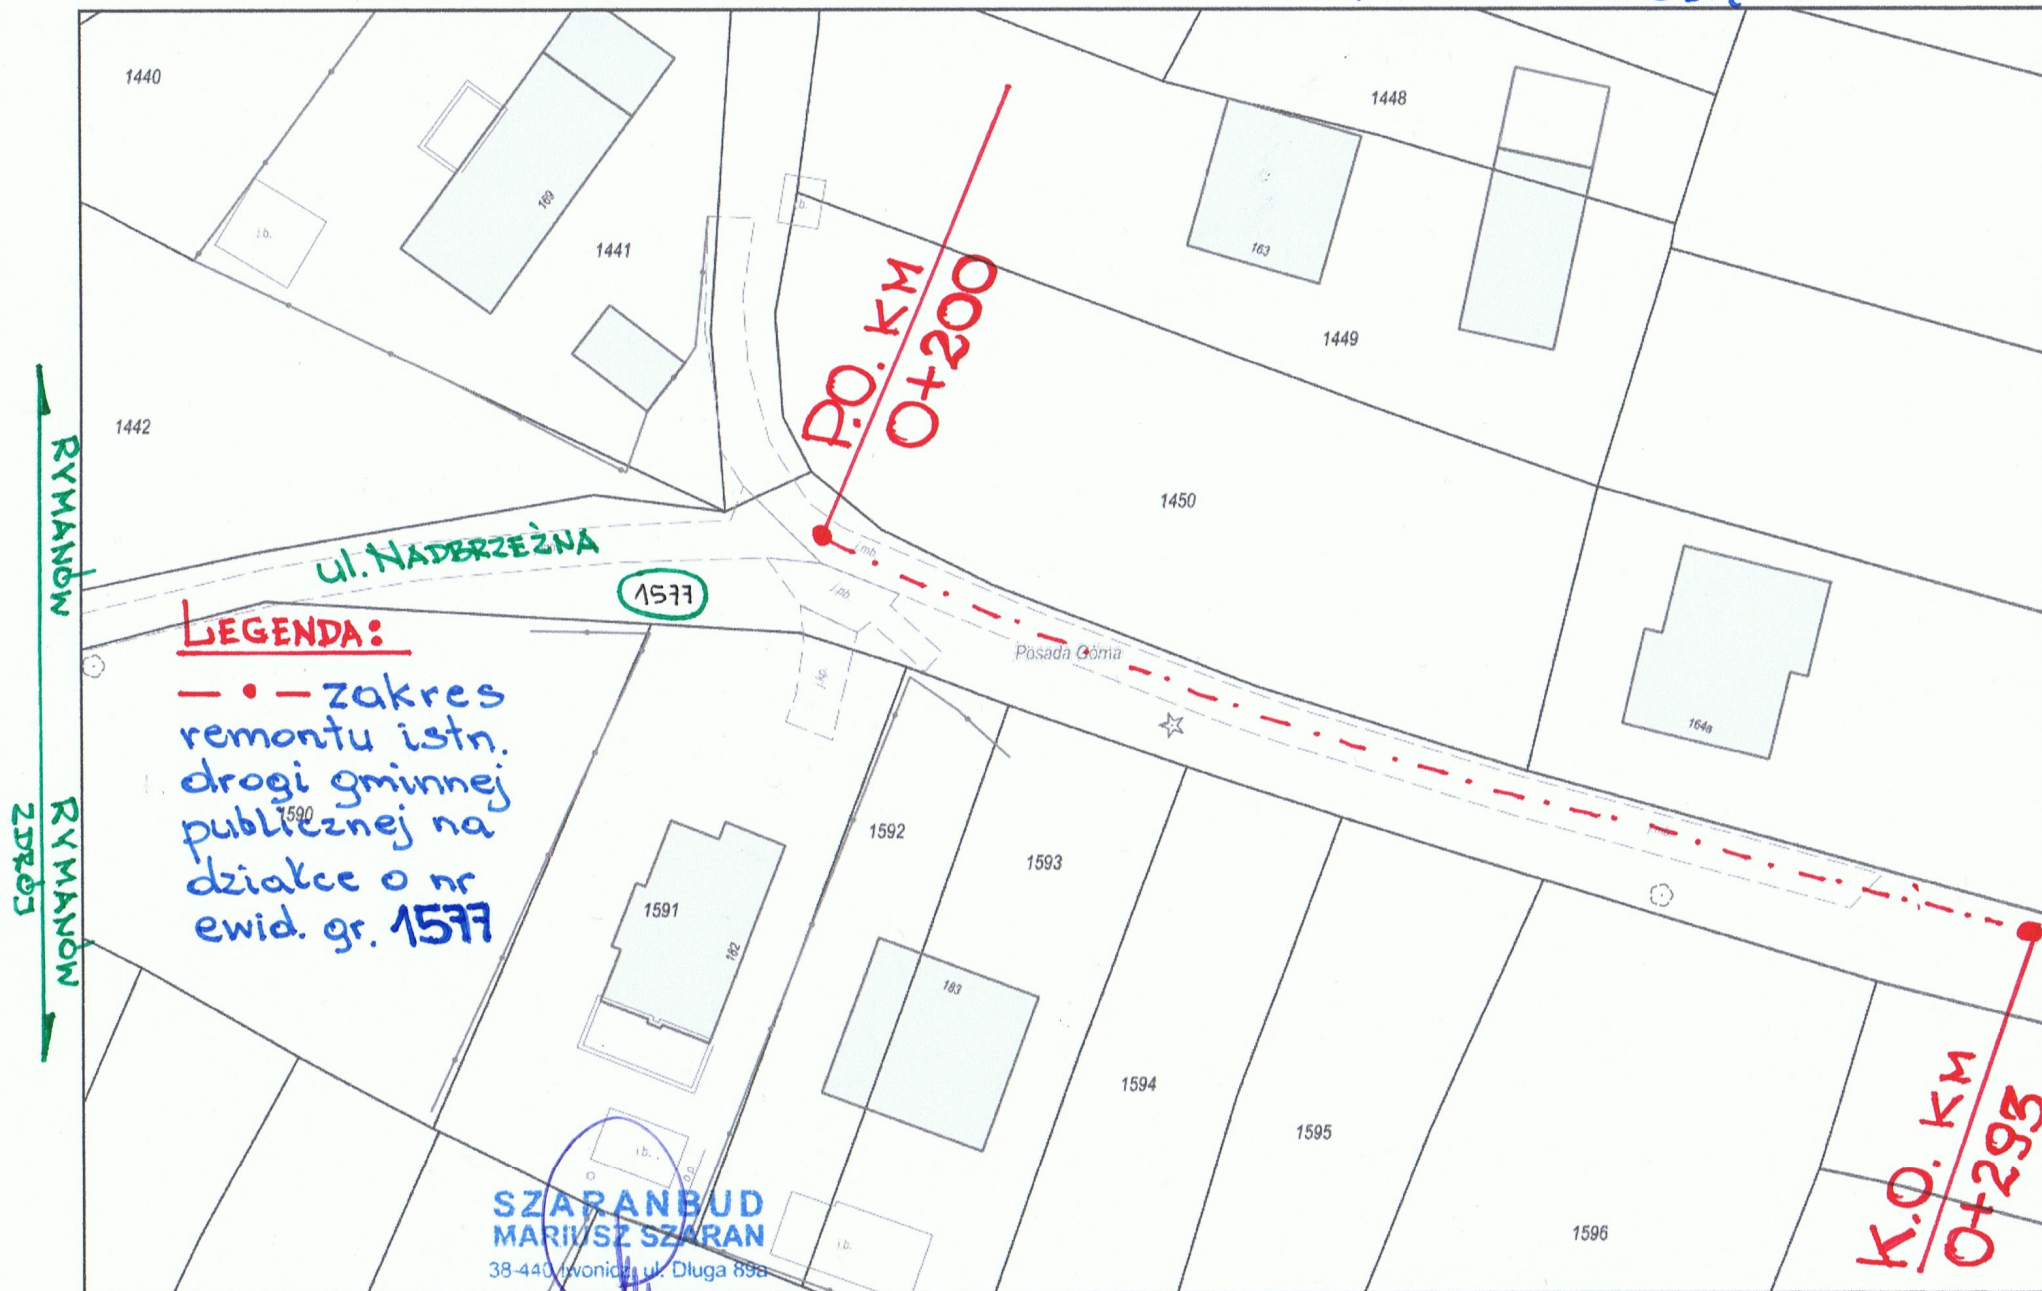 1440
1448
169
i.b.
1441
b.
163
P.O. KM
0+200
1449
1442
RYMANÓW
1450
ul. NADBRZEŻNA
1577
Posada Górna
LEGENDA:
zakres
remontu istn.
drogi gminnej
publicznej na
działce o nr
ewid. gr. 1577
164a
1590
RYMANÓW
ZDRÓJ
1592
1593
1591
182
183
1594
1595
1596
K.O. KM
0+293
i.b.
i.b.
SZARANBUD
MARIUSZ SZARAN
38-440 Iwonicz, ul. Długa 89a